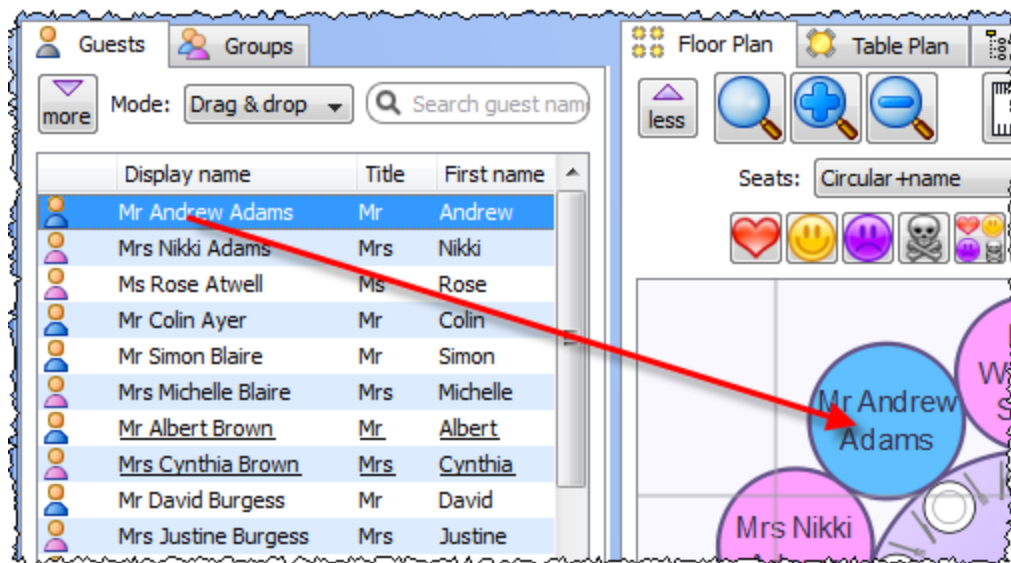 Guests Groups
more Mode: Drag & drop Search guest nam
Display name Title First name
Mr Andrew Adams Mr Andrew
Mrs Nikki Adams Mrs Nikki
Ms Rose Atwell Ms Rose
Mr Colin Ayer Mr Colin
Mr Simon Blaire Mr Simon
Mrs Michelle Blaire Mrs Michelle
Mr Albert Brown Mr Albert
Mrs Cynthia Brown Mrs Cynthia
Mr David Burgess Mr David
Mrs Justine Burgess Mrs Justine
Floor Plan Table Plan
less
Seats: Circular+name
Mr Andrew
Adams
Mrs Nikki